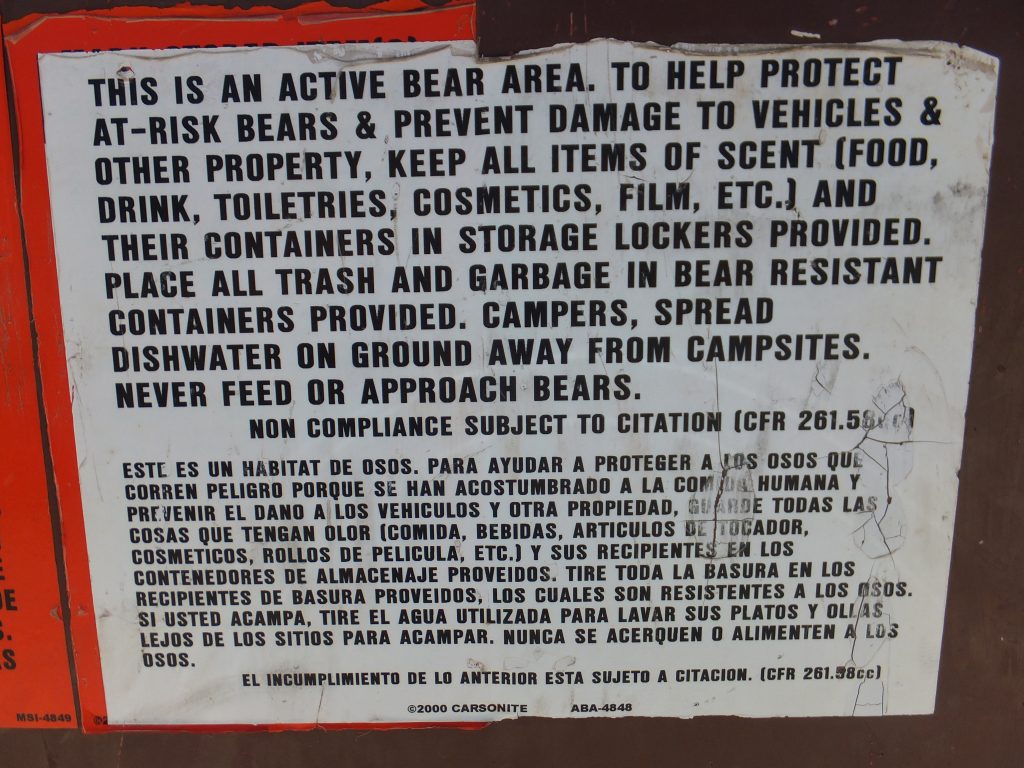 THIS IS AN ACTIVE BEAR AREA. TO HELP PROTECT
AT-RISK BEARS & PREVENT DAMAGE TO VEHICLES &
OTHER PROPERTY, KEEP ALL ITEMS OF SCENT (FOOD,
DRINK, TOILETRIES, COSMETICS, FILM, ETC.) AND
THEIR CONTAINERS IN STORAGE LOCKERS PROVIDED.
PLACE ALL TRASH AND GARBAGE IN BEAR RESISTANT
CONTAINERS PROVIDED. CAMPERS, SPREAD
DISHWATER ON GROUND AWAY FROM CAMPSITES.
NEVER FEED OR APPROACH BEARS.
NON COMPLIANCE SUBJECT TO CITATION (CFR 261.58cc)
ESTE ES UN HABITAT DE OSOS. PARA AYUDAR A PROTEGER A LOS OSOS QUE
CORREN PELIGRO PORQUE SE HAN ACOSTUMBRADO A LA COMIDA HUMANA Y
PREVENIR EL DANO A LOS VEHICULOS Y OTRA PROPIEDAD, GUARDE TODAS LAS
COSAS QUE TENGAN OLOR (COMIDA, BEBIDAS, ARTICULOS DE TOCADOR,
COSMETICOS, ROLLOS DE PELICULA, ETC.) Y SUS RECIPIENTES EN LOS
CONTENEDORES DE ALMACENAJE PROVEIDOS. TIRE TODA LA BASURA EN LOS
RECIPIENTES DE BASURA PROVEIDOS, LOS CUALES SON RESISTENTES A LOS OSOS.
SI USTED ACAMPA, TIRE EL AGUA UTILIZADA PARA LAVAR SUS PLATOS Y OLLAS
LEJOS DE LOS SITIOS PARA ACAMPAR. NUNCA SE ACERQUEN O ALIMENTEN A LOS
OSOS.
EL INCUMPLIMIENTO DE LO ANTERIOR ESTA SUJETO A CITACION. (CFR 261.58cc)
©2000 CARSONITE ABA-4848
MSI-4849